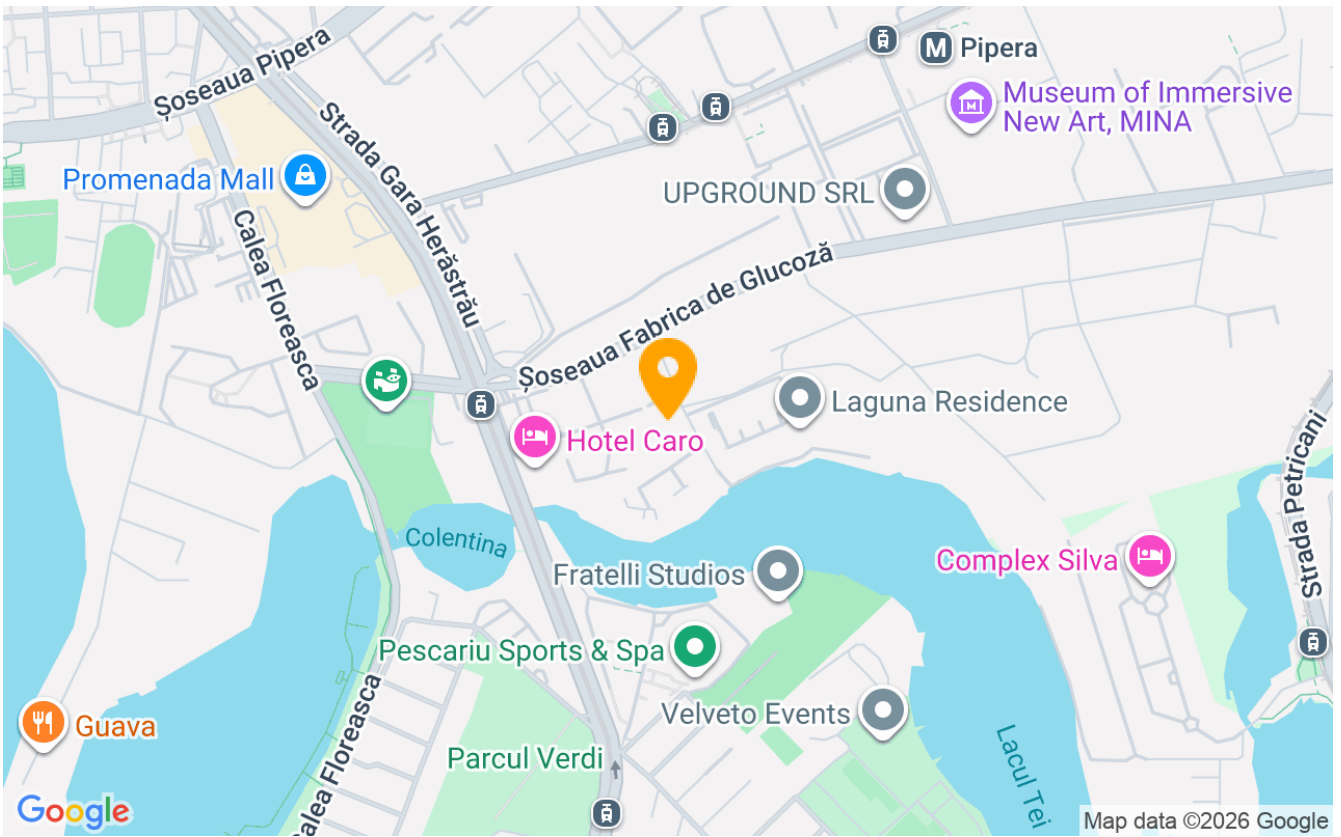 Șoseaua Pipera
Pipera
Museum of Immersive
New Art, MINA
Strada Gara Herăstrău
Promenada Mall
UPGROUND SRL
Calea Floreasca
Șoseaua Fabrica de Glucoză
Laguna Residence
Hotel Caro
Strada Petricani
Colentina
Complex Silva
Fratelli Studios
Pescariu Sports & Spa
Guava
Velveto Events
Calea Floreasca
Parcul Verdi
Lacul Tei
Google
Map data ©2026 Google